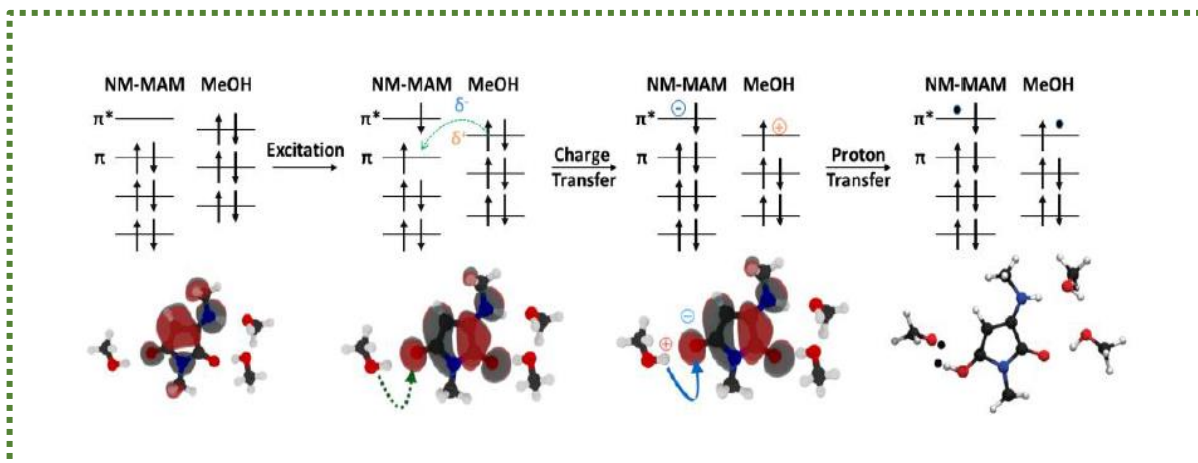 NM-MAM MeOH
π*
π
Excitation
NM-MAM MeOH
π*
π
δ-
δ+
Charge
Transfer
NM-MAM MeOH
π*
π
-
+
Proton
Transfer
NM-MAM MeOH
π*
π
-
+